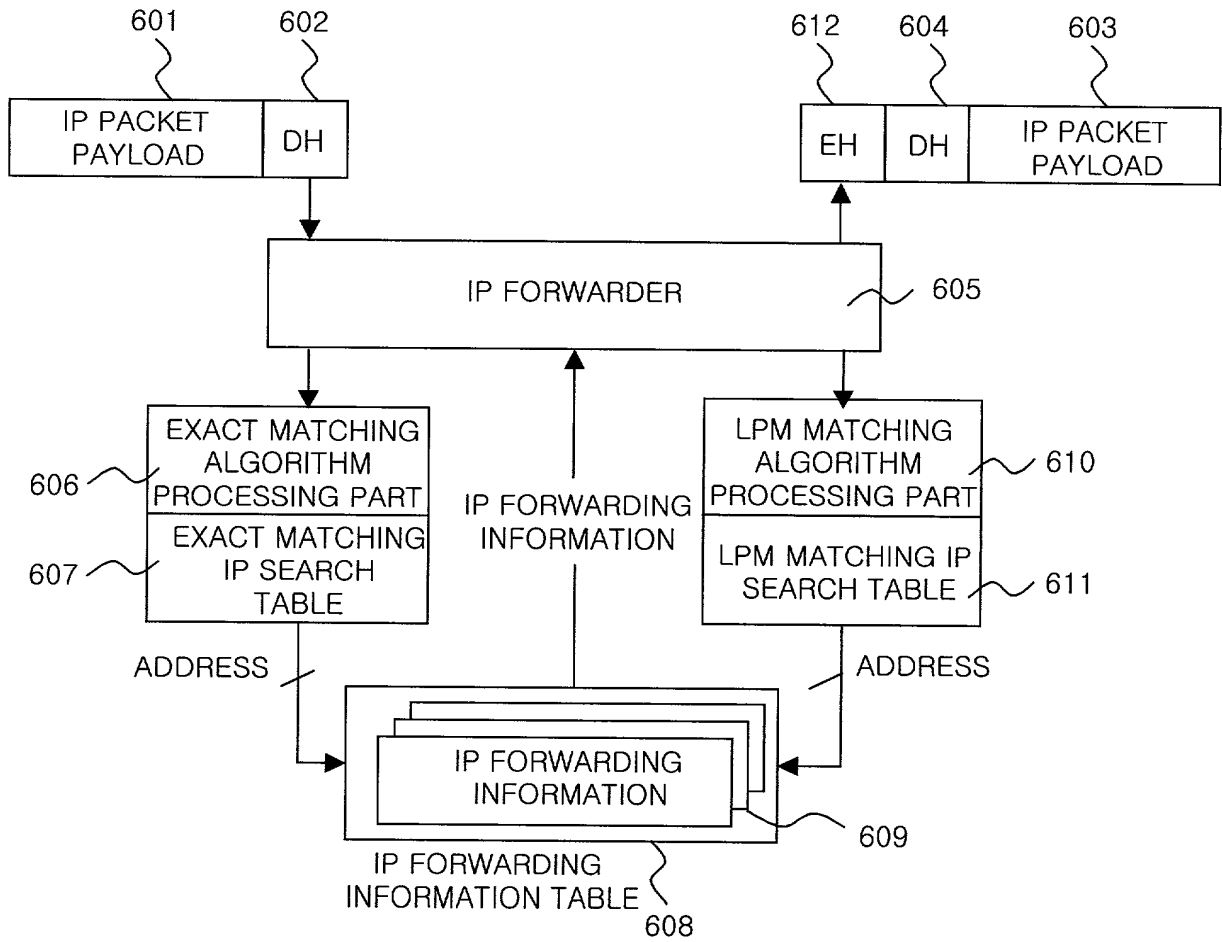 601
602
612
604
603
IP PACKET
PAYLOAD
DH
EH
DH
IP PACKET
PAYLOAD
IP FORWARDER
605
EXACT MATCHING
ALGORITHM
PROCESSING PART
606
EXACT MATCHING
IP SEARCH
TABLE
607
IP FORWARDING
INFORMATION
LPM MATCHING
ALGORITHM
PROCESSING PART
610
LPM MATCHING IP
SEARCH TABLE
611
ADDRESS
ADDRESS
IP FORWARDING
INFORMATION
609
IP FORWARDING
INFORMATION TABLE
608